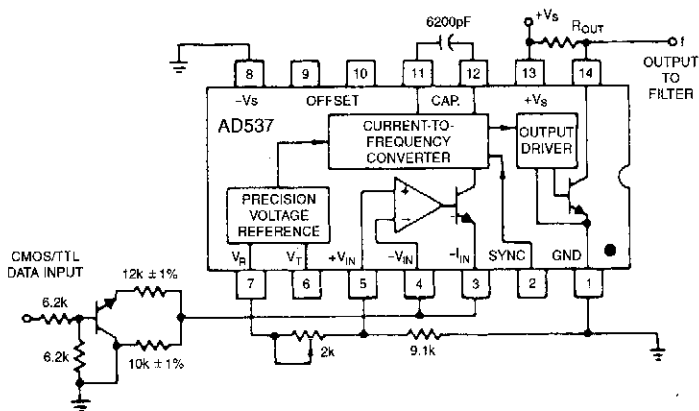 6200pF
+Vs
ROUT
f
OUTPUT
TO
FILTER
8
9
10
11
12
13
14
−Vs
OFFSET
CAP.
+Vs
AD537
CURRENT-TO-
FREQUENCY
CONVERTER
OUTPUT
DRIVER
PRECISION
VOLTAGE
REFERENCE
+
−
VR
VT
+VIN
−VIN
−IIN
SYNC
GND
7
6
5
4
3
2
1
CMOS/TTL
DATA INPUT
12k ± 1%
6.2k
6.2k
10k ± 1%
2k
9.1k